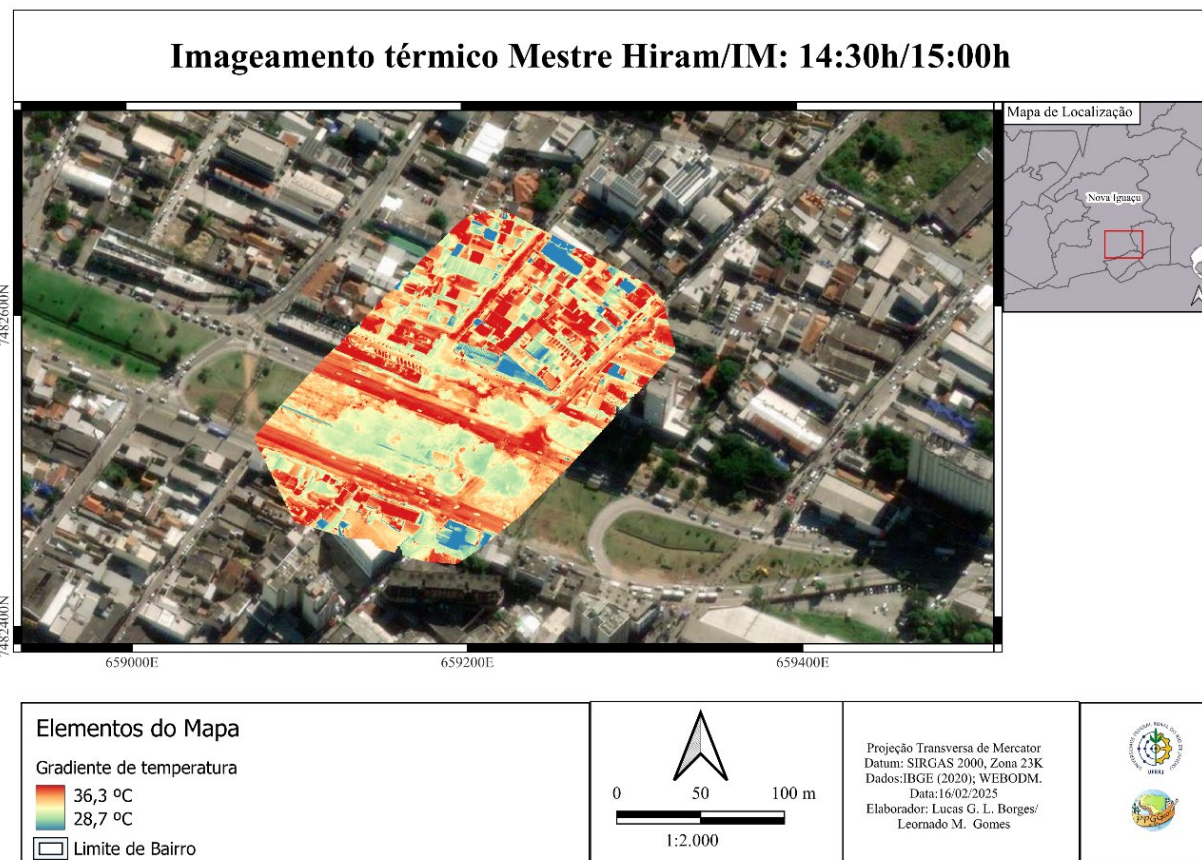 Imageamento térmico Mestre Hiram/IM: 14:30h/15:00h
Mapa de Localização
Nova Iguaçu
7482600N
7482400N
659000E
659200E
659400E
Elementos do Mapa
Gradiente de temperatura
36,3 ºC
28,7 ºC
Limite de Bairro
0 50 100 m
1:2.000
Projeção Transversa de Mercator
Datum: SIRGAS 2000, Zona 23K
Dados:IBGE (2020); WEBODM.
Data:16/02/2025
Elaborador: Lucas G. L. Borges/
Leornado M. Gomes
UFRRJ